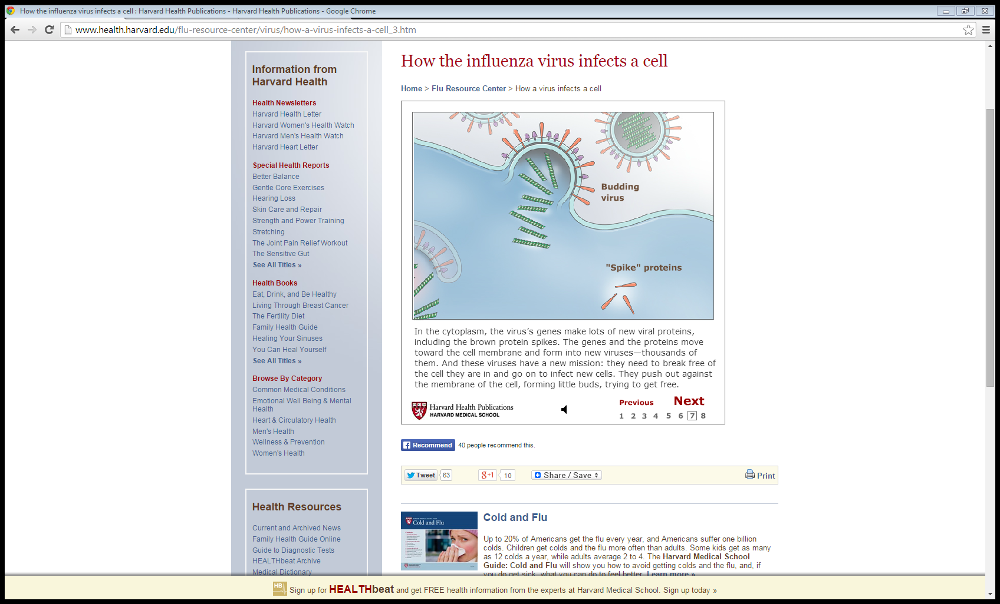 How the influenza virus infects a cell : Harvard Health Publications - Harvard Health Publications - Google Chrome
www.health.harvard.edu/flu-resource-center/virus/how-a-virus-infects-a-cell_3.htm
Information from
Harvard Health
Health Newsletters
Harvard Health Letter
Harvard Women's Health Watch
Harvard Men's Health Watch
Harvard Heart Letter
Special Health Reports
Better Balance
Gentle Core Exercises
Hearing Loss
Skin Care and Repair
Strength and Power Training
Stretching
The Joint Pain Relief Workout
The Sensitive Gut
See All Titles »
Health Books
Eat, Drink, and Be Healthy
Living Through Breast Cancer
The Fertility Diet
Family Health Guide
Healing Your Sinuses
You Can Heal Yourself
See All Titles »
Browse By Category
Common Medical Conditions
Emotional Well Being & Mental
Health
Heart & Circulatory Health
Men's Health
Wellness & Prevention
Women's Health
Health Resources
Current and Archived News
Family Health Guide Online
Guide to Diagnostic Tests
HEALTHbeat Archive
Medical Dictionary
How the influenza virus infects a cell
Home > Flu Resource Center > How a virus infects a cell
Budding
virus
"Spike" proteins
In the cytoplasm, the virus’s genes make lots of new viral proteins,
including the brown protein spikes. The genes and the proteins move
toward the cell membrane and form into new viruses—thousands of
them. And these viruses have a new mission: they need to break free of
the cell they are in and go on to infect new cells. They push out against
the membrane of the cell, forming little buds, trying to get free.
Harvard Health Publications
HARVARD MEDICAL SCHOOL
Previous Next
1 2 3 4 5 6 7 8
Recommend 40 people recommend this.
Tweet 63 g+1 10 Share / Save Print
Cold and Flu
Cold and Flu
Up to 20% of Americans get the flu every year, and Americans suffer one billion
colds. Children get colds and the flu more often than adults. Some kids get as many
as 12 colds a year, while adults average 2 to 4. The Harvard Medical School
Guide: Cold and Flu will show you how to avoid getting colds and the flu, and, if
you do get sick, what you can do to feel better. Learn more »
HB Sign up for HEALTHbeat and get FREE health information from the experts at Harvard Medical School. Sign up today »